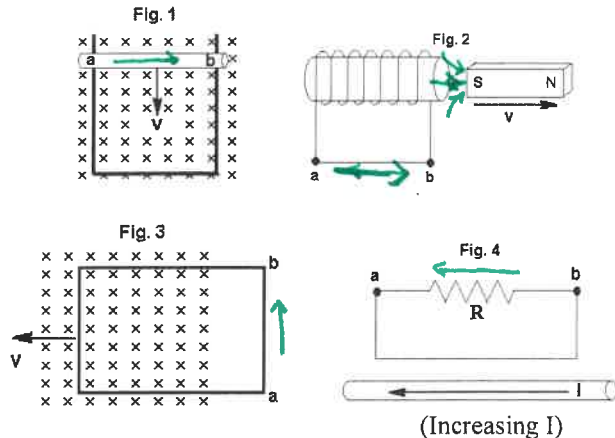 Fig. 1
a b
v
Fig. 2
S N
v
a b
Fig. 3
b
v
a
Fig. 4
a b
R
I
(Increasing I)